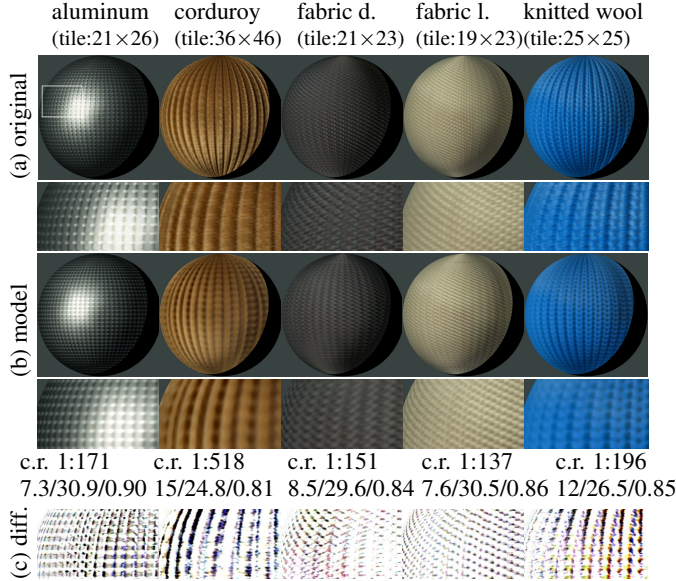 aluminum corduroy fabric d. fabric l. knitted wool
(tile:21×26) (tile:36×46) (tile:21×23) (tile:19×23) (tile:25×25)
(a) original
(b) model
c.r. 1:171 c.r. 1:518 c.r. 1:151 c.r. 1:137 c.r. 1:196
7.3/30.9/0.90 15/24.8/0.81 8.5/29.6/0.84 7.6/30.5/0.86 12/26.5/0.85
(c) diff.